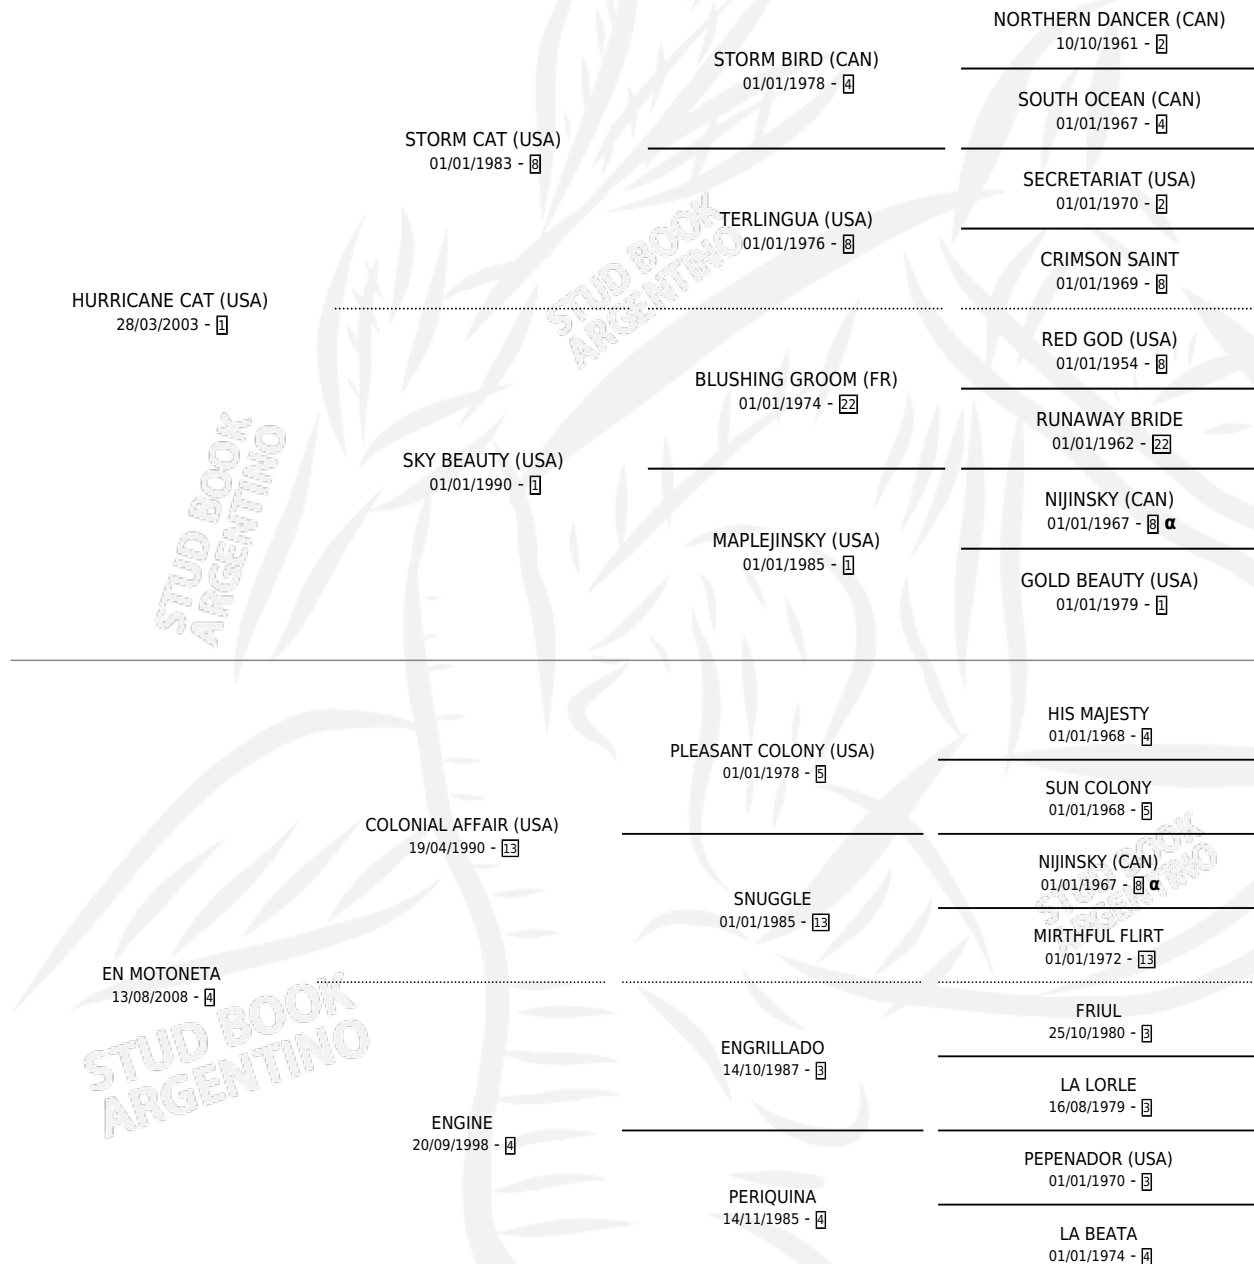 NORTHERN DANCER (CAN)
10/10/1961 - 2
STORM BIRD (CAN)
01/01/1978 - 4
SOUTH OCEAN (CAN)
01/01/1967 - 4
STORM CAT (USA)
01/01/1983 - 8
SECRETARIAT (USA)
01/01/1970 - 2
TERLINGUA (USA)
01/01/1976 - 8
CRIMSON SAINT
01/01/1969 - 8
HURRICANE CAT (USA)
28/03/2003 - 1
RED GOD (USA)
01/01/1954 - 8
BLUSHING GROOM (FR)
01/01/1974 - 22
RUNAWAY BRIDE
01/01/1962 - 22
SKY BEAUTY (USA)
01/01/1990 - 1
NIJINSKY (CAN)
01/01/1967 - 8 α
MAPLEJINSKY (USA)
01/01/1985 - 1
GOLD BEAUTY (USA)
01/01/1979 - 1
HIS MAJESTY
01/01/1968 - 4
PLEASANT COLONY (USA)
01/01/1978 - 5
SUN COLONY
01/01/1968 - 5
COLONIAL AFFAIR (USA)
19/04/1990 - 13
NIJINSKY (CAN)
01/01/1967 - 8 α
SNUGGLE
01/01/1985 - 13
MIRTHFUL FLIRT
01/01/1972 - 13
EN MOTONETA
13/08/2008 - 4
FRIUL
25/10/1980 - 3
ENGRILLADO
14/10/1987 - 3
LA LORLE
16/08/1979 - 3
ENGINE
20/09/1998 - 4
PEPENADOR (USA)
01/01/1970 - 3
PERIQUINA
14/11/1985 - 4
LA BEATA
01/01/1974 - 4
STUD BOOK
ARGENTINO
STUD BOOK
ARGENTINO
STUD BOOK
ARGENTINO
STUD BOOK
ARGENTINO